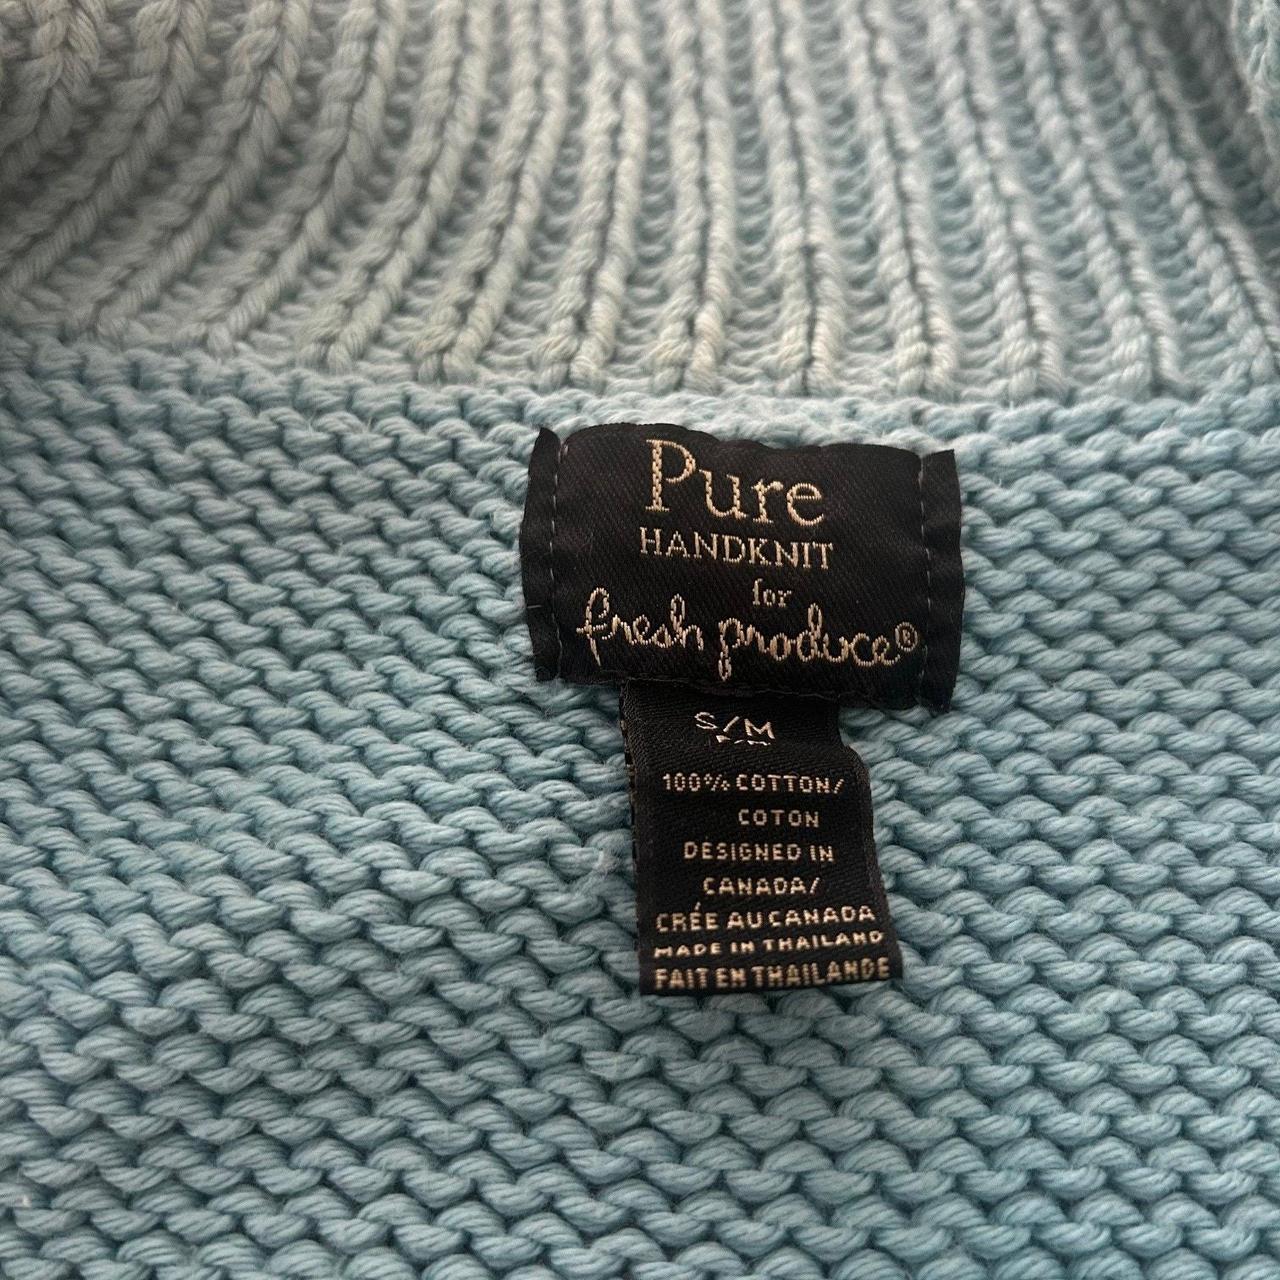 Pure
HANDKNIT
for
fresh produce®
S/M
100% COTTON/
COTON
DESIGNED IN
CANADA/
CRÉE AU CANADA
MADE IN THAILAND
FAIT EN THAILANDE